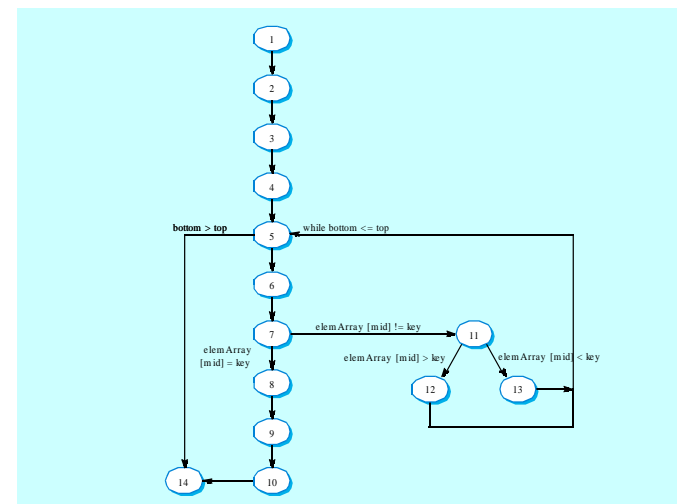 1
2
3
4
bottom > top
5
while bottom <= top
6
7
elemArray [mid] != key
11
elemArray
[mid] = key
elemArray [mid] > key
elemArray [mid] < key
8
12
13
9
14
10